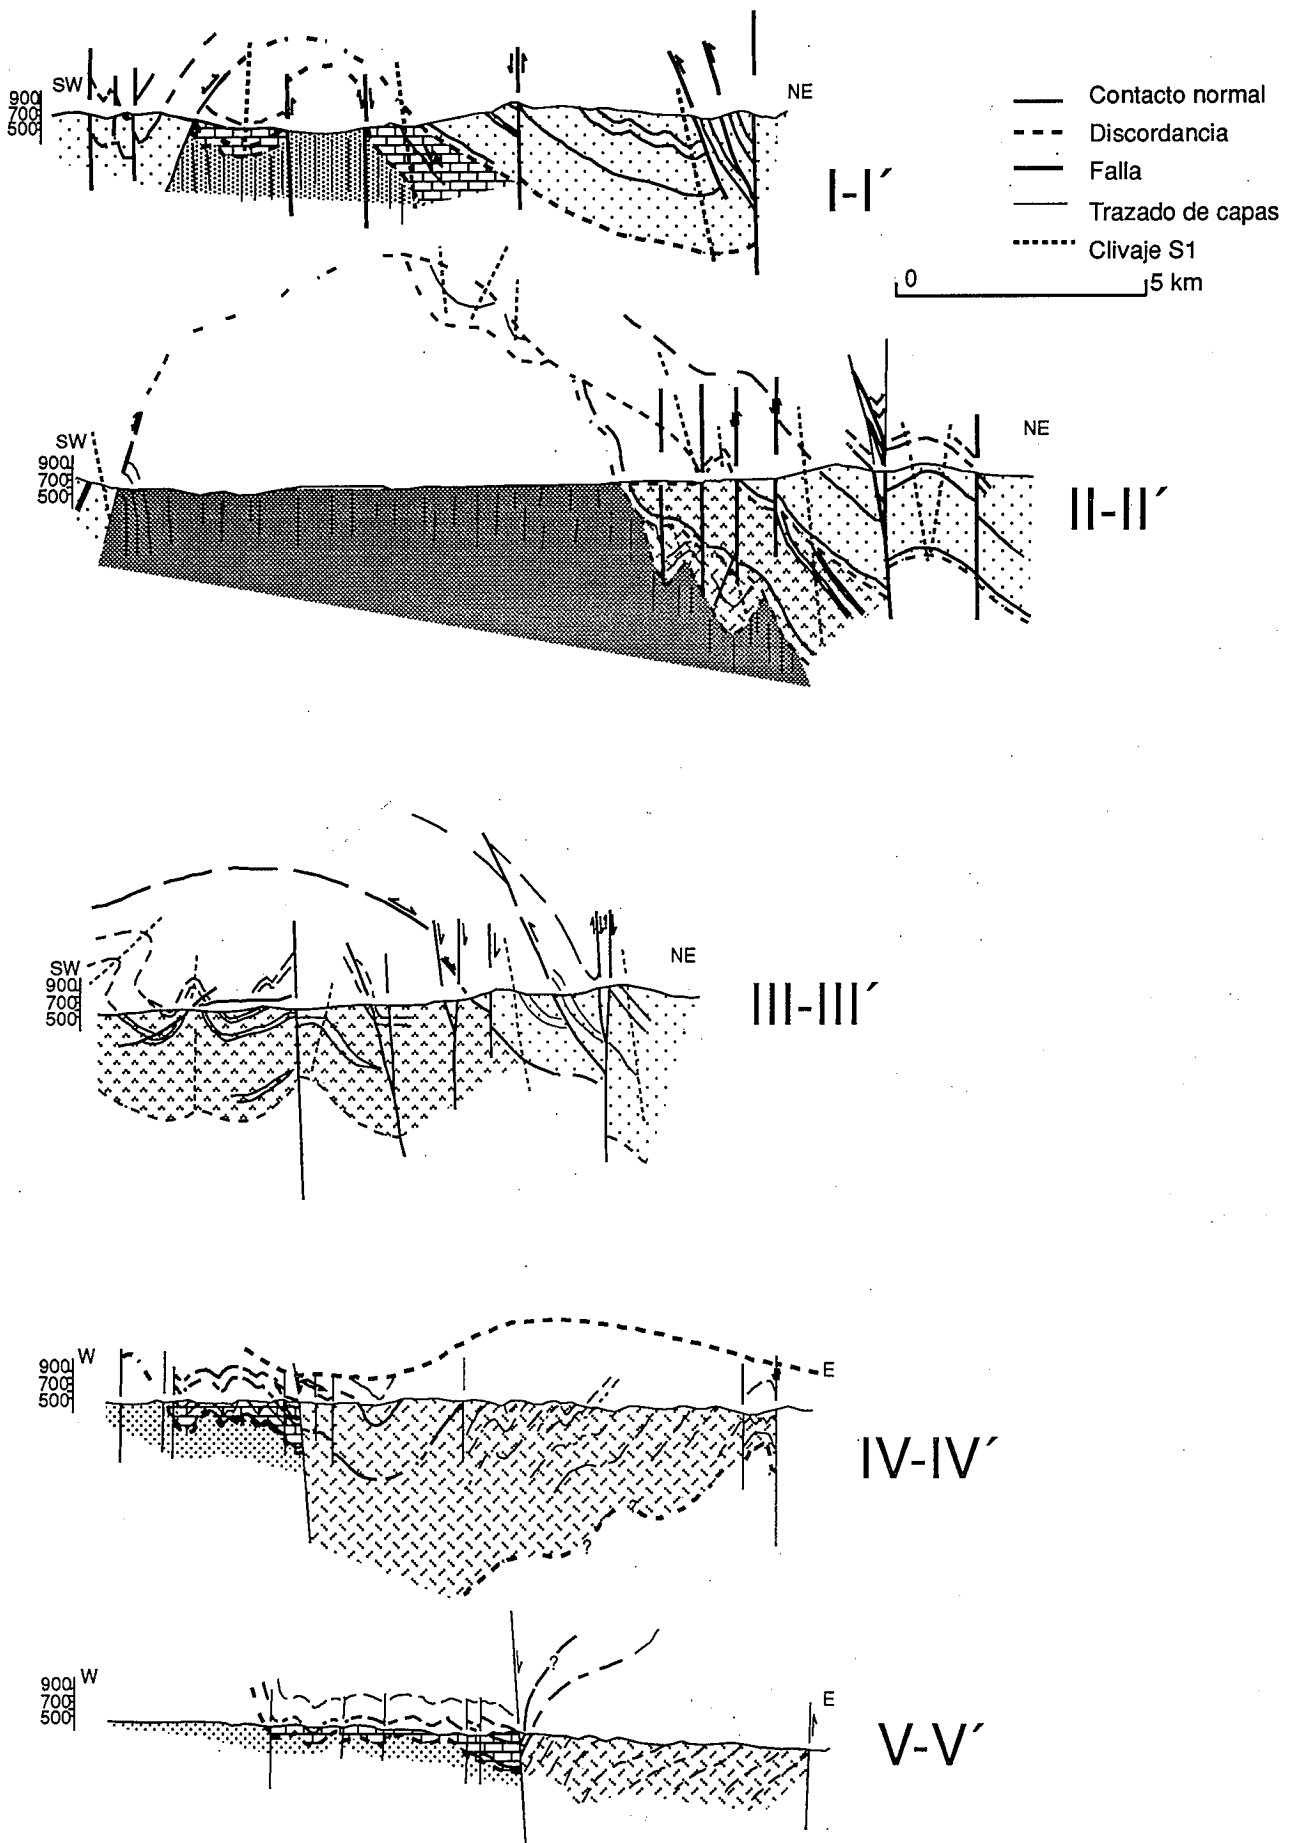 SW
900
700
500
NE
I-I´
Contacto normal
Discordancia
Falla
Trazado de capas
Clivaje S1
0 5 km
SW
900
700
500
NE
II-II´
SW
900
700
500
NE
III-III´
W
900
700
500
E
?
?
IV-IV´
W
900
700
500
?
E
V-V´